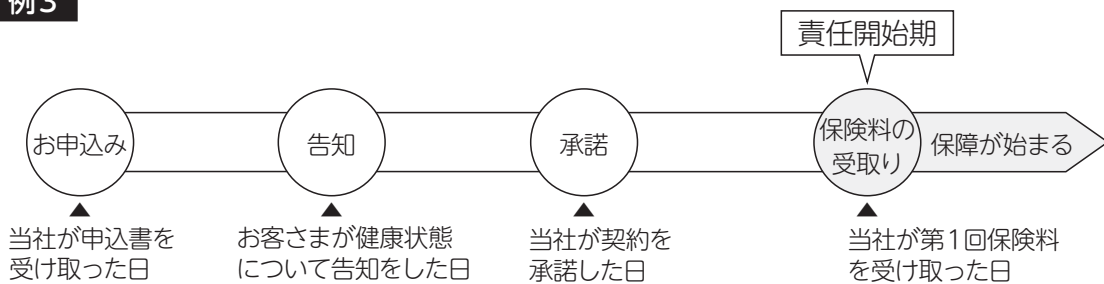 例3
責任開始期
お申込み
告知
承諾
保険料の
受取り
保障が始まる
当社が申込書を
受け取った日
お客さまが健康状態
について告知をした日
当社が契約を
承諾した日
当社が第1回保険料
を受け取った日